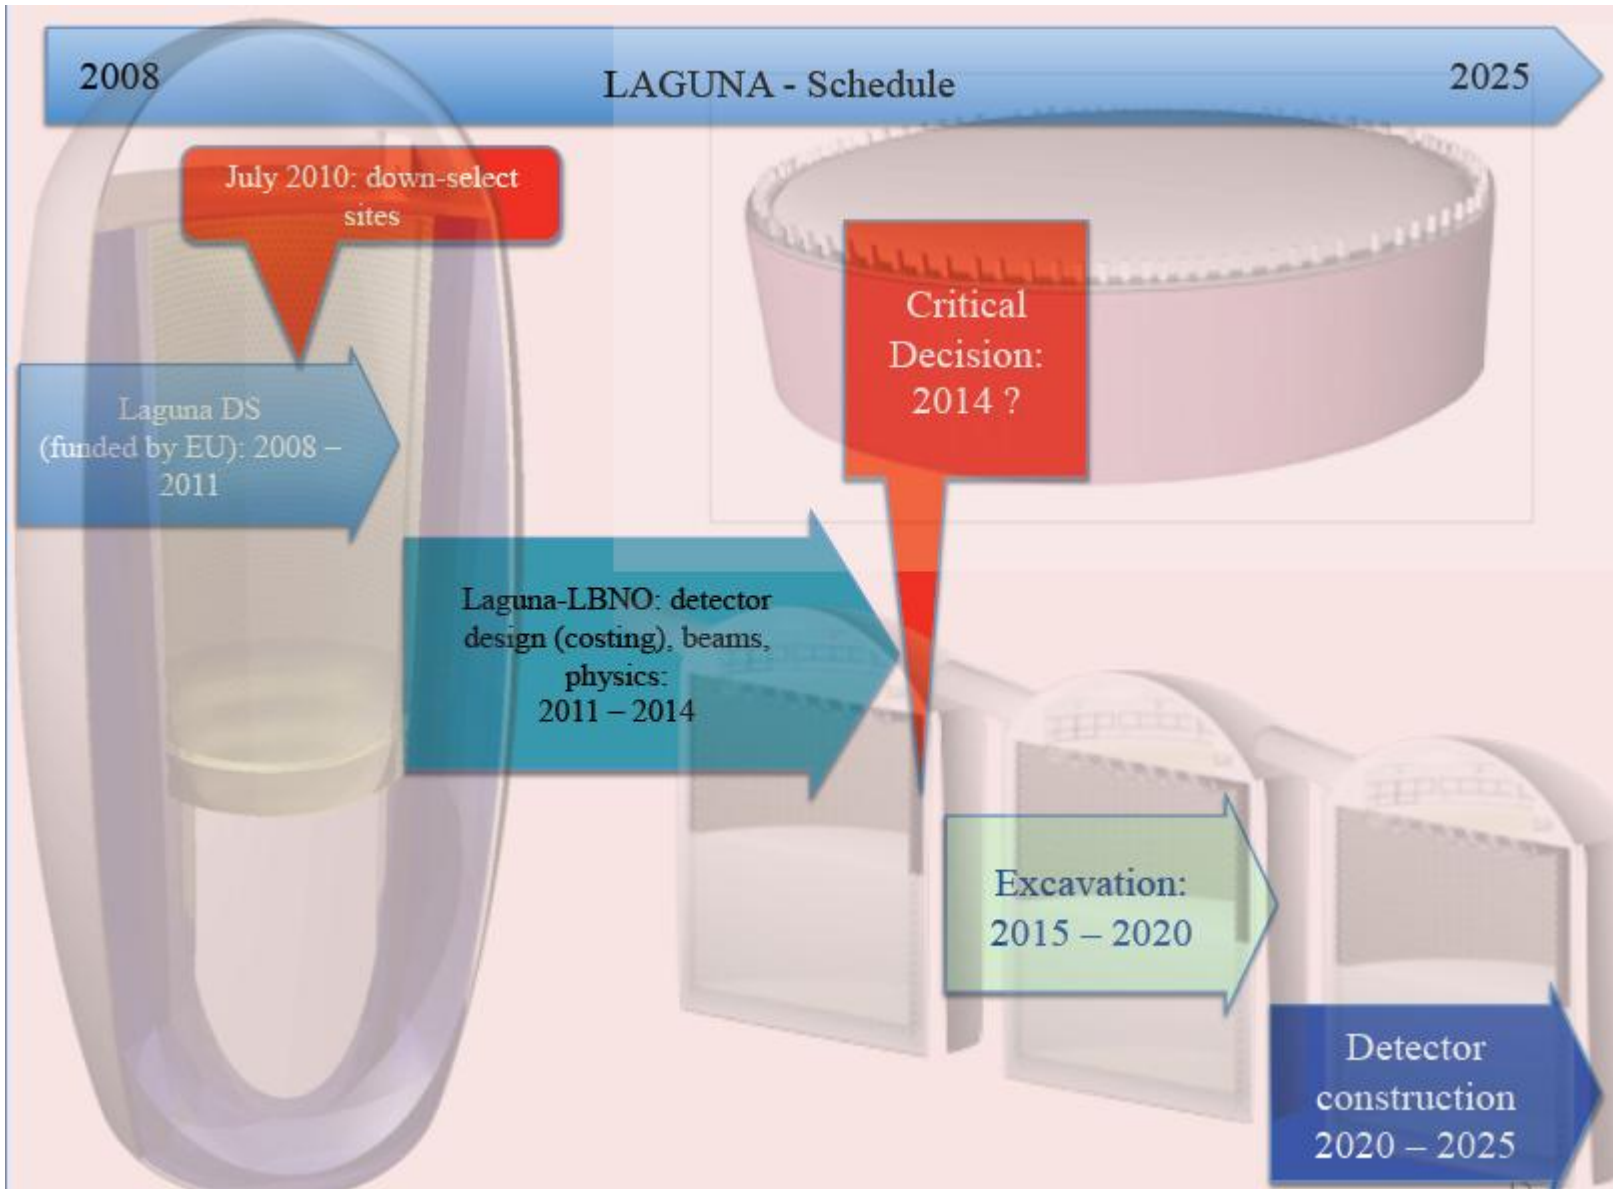 2008
LAGUNA - Schedule
2025
July 2010: down-select
sites
Critical
Decision:
2014 ?
Laguna DS
(funded by EU): 2008 –
2011
Laguna-LBNO: detector
design (costing), beams,
physics:
2011 – 2014
Excavation:
2015 – 2020
Detector
construction
2020 – 2025